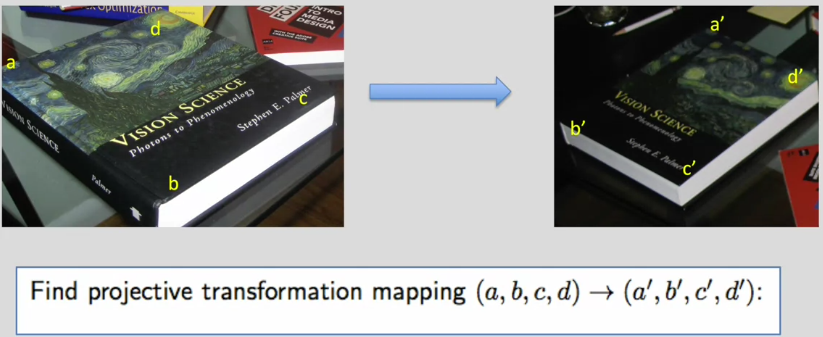 Optimization
INTRO
TO
MEDIA
DESIGN
d
a
VISION SCIENCE
Photons to Phenomenology
Stephen E. Palmer
c
VISION SCIENCE
Palmer
b
a'
d'
VISION SCIENCE
Photons to Phenomenology
Stephen E. Palmer
b'
c'
Find projective transformation mapping (a, b, c, d) → (a′, b′, c′, d′):